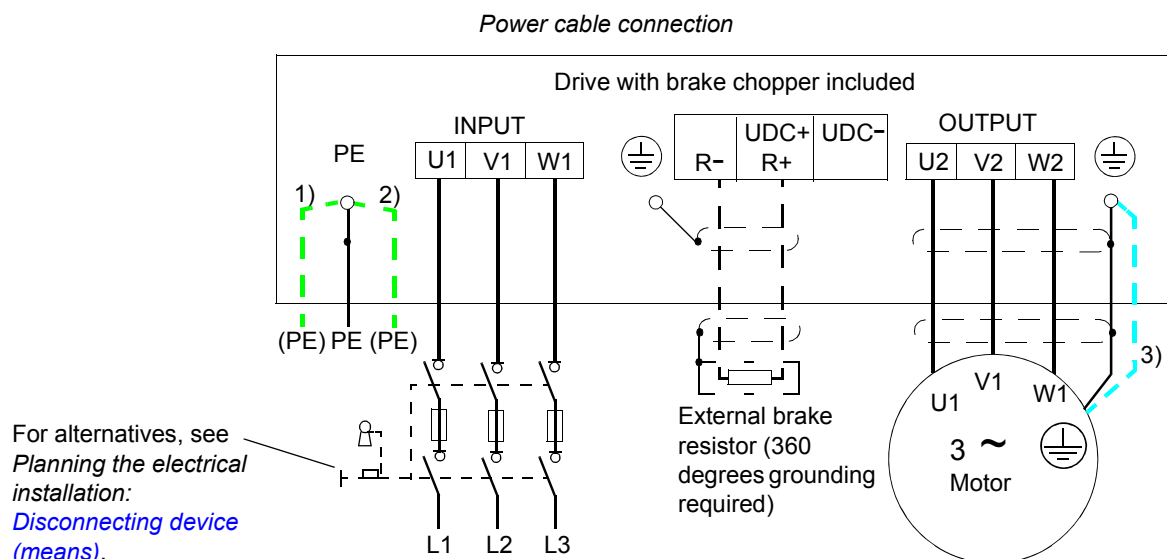 Power cable connection
Drive with brake chopper included
INPUT
UDC+ UDC-
OUTPUT
PE
U1 V1 W1
R- R+
U2 V2 W2
1) 2)
(PE) PE (PE)
3)
U1 V1 W1
3 ~
Motor
External brake
resistor (360
degrees grounding
required)
For alternatives, see
Planning the electrical
installation:
Disconnecting device
(means).
L1 L2 L3